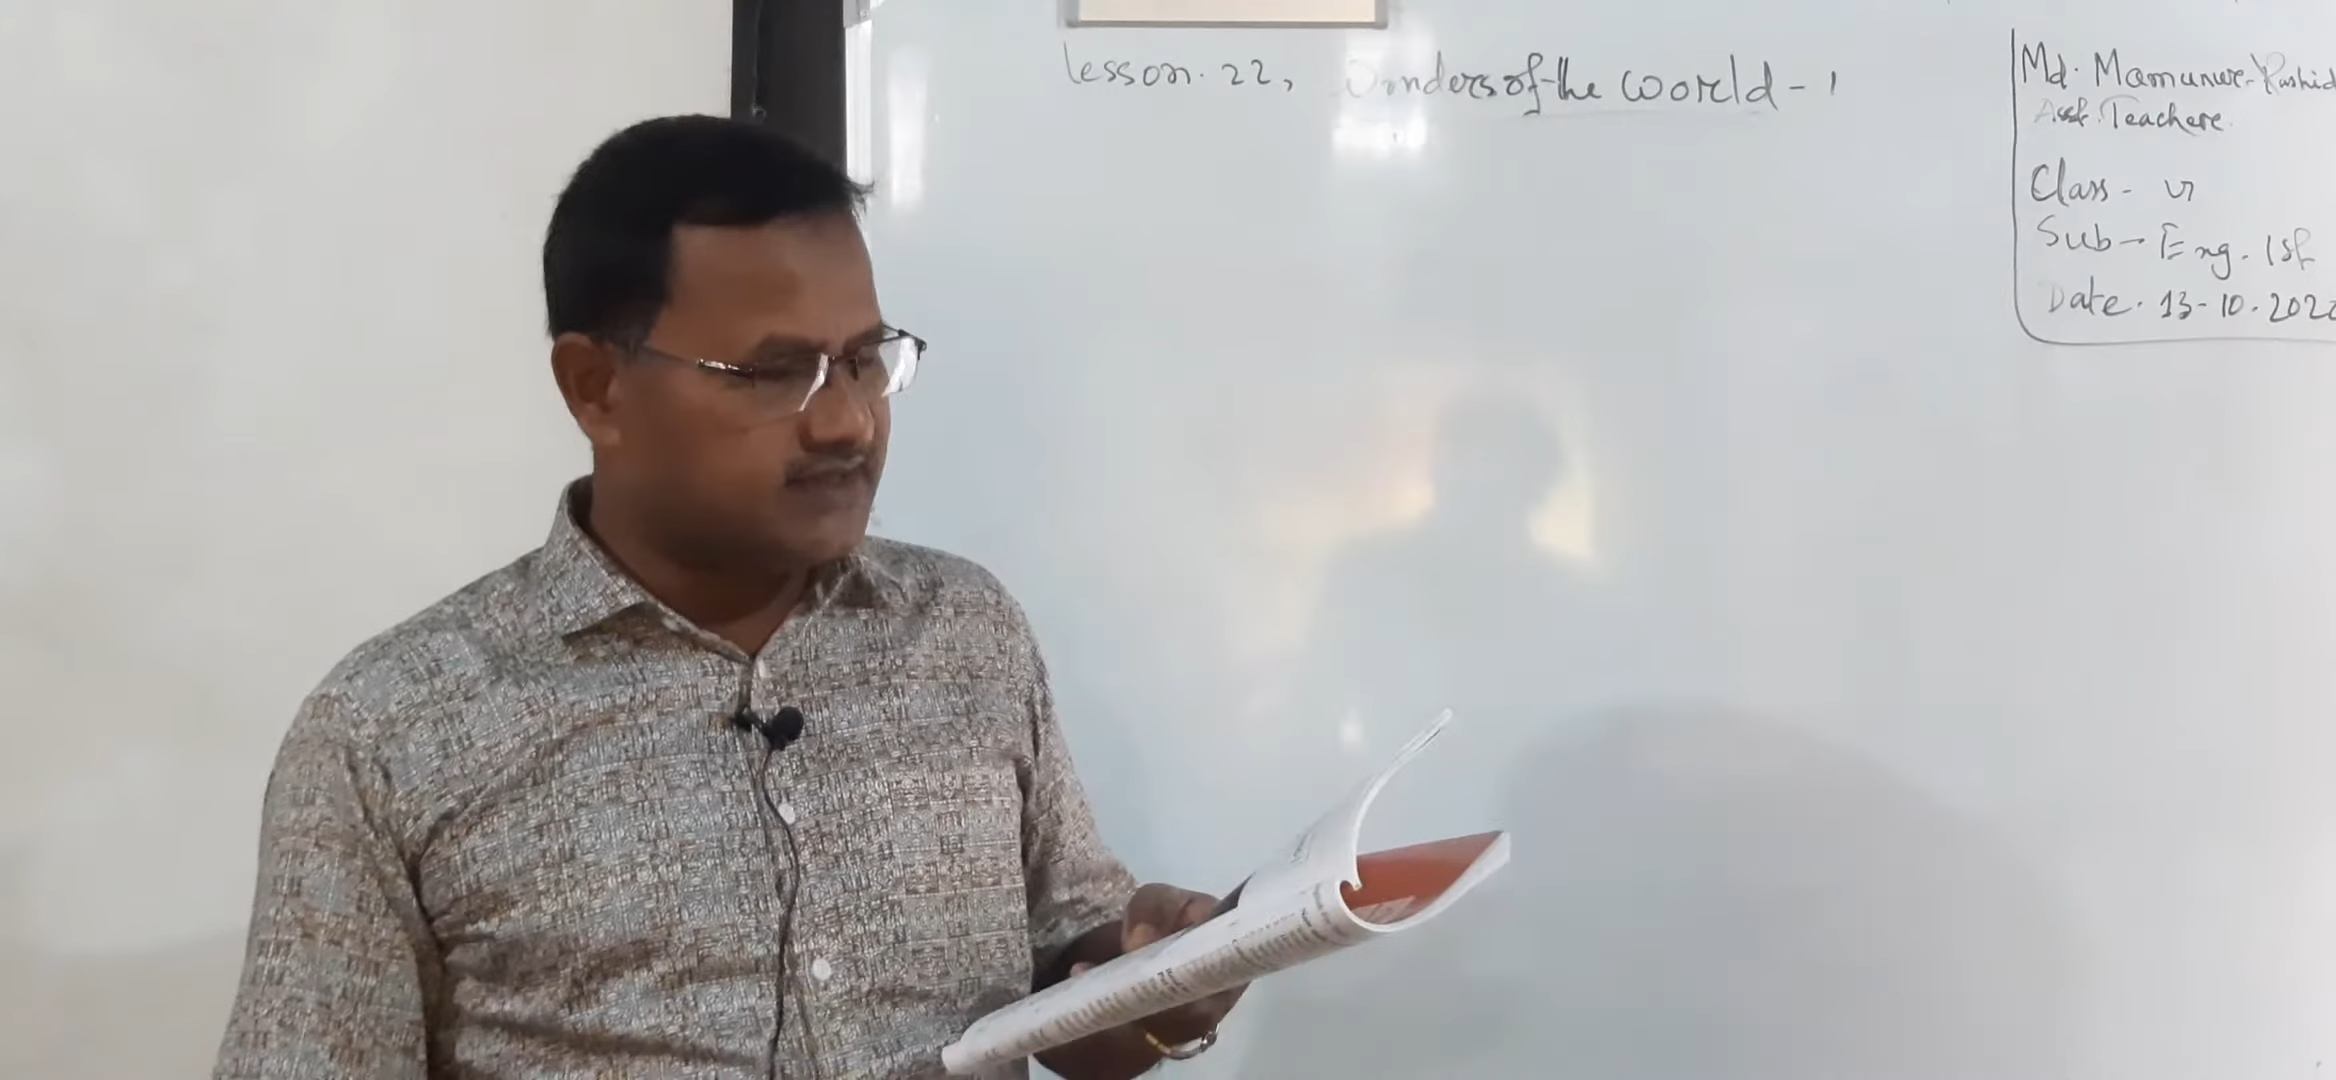 Lesson. 22, Wonders of the World - 1
Md. Mamunur Rashid
Asst. Teacher.
Class - VI
Sub - Eng. 1st
Date. 13-10.202